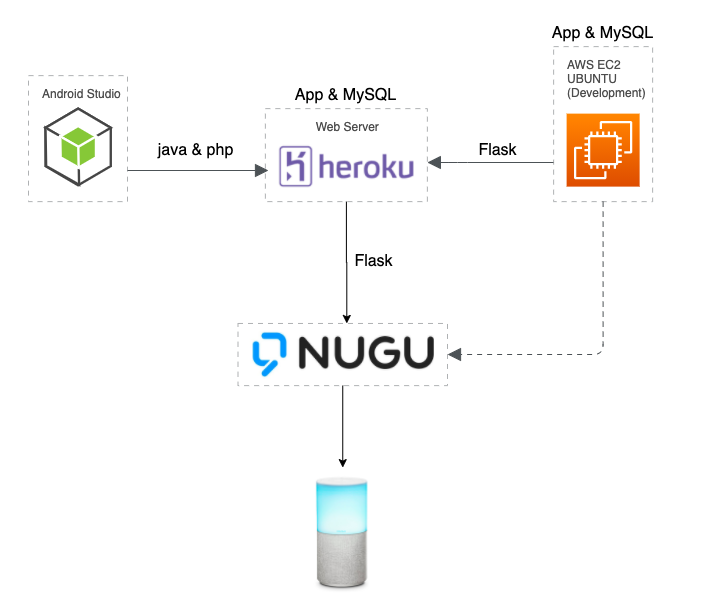 App & MySQL
AWS EC2
UBUNTU
(Development)
Android Studio
App & MySQL
Web Server
heroku
java & php
Flask
Flask
NUGU